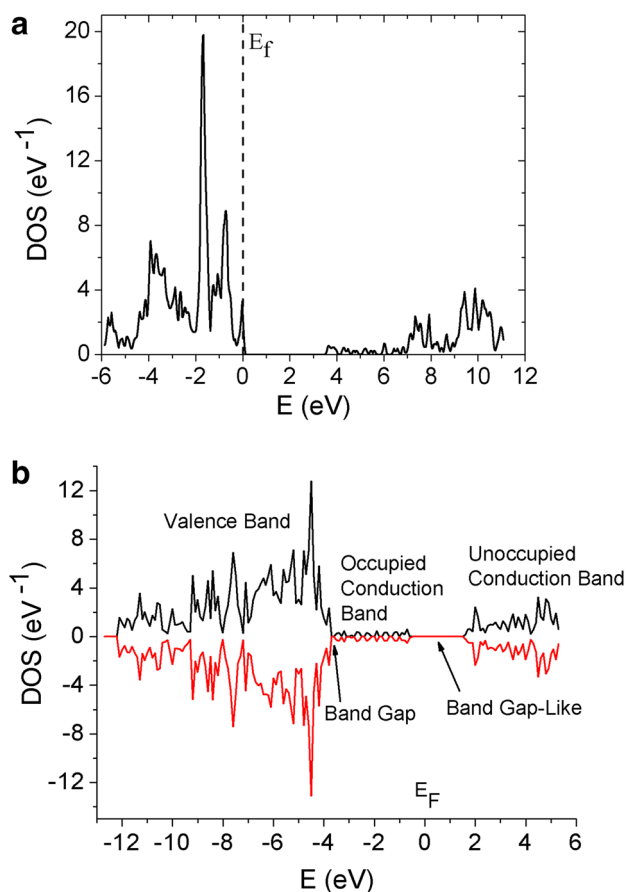 a
20
16
12
8
4
0
DOS (eV⁻¹)
E_f
-6 -4 -2 0 2 4 6 8 10 12
E (eV)
b
12
8
4
0
-4
-8
-12
DOS (eV⁻¹)
Valence Band
Occupied
Conduction
Band
Unoccupied
Conduction Band
Band Gap
Band Gap-Like
E_F
-12 -10 -8 -6 -4 -2 0 2 4 6
E (eV)